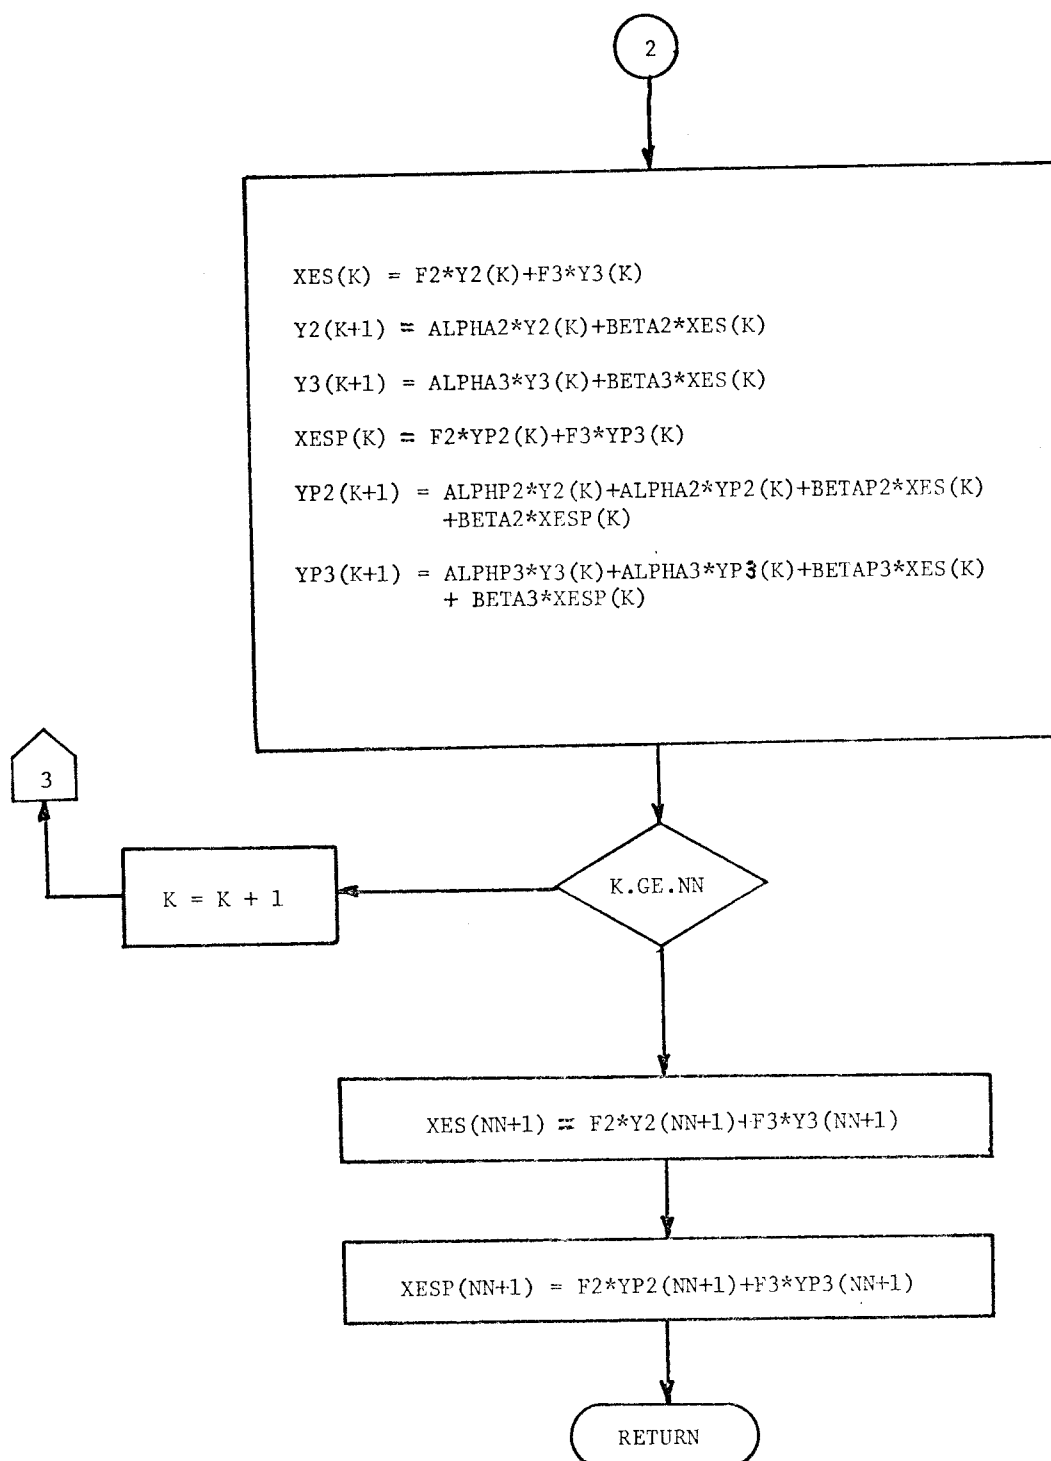 2
XES(K) = F2*Y2(K)+F3*Y3(K)
Y2(K+1) = ALPHA2*Y2(K)+BETA2*XES(K)
Y3(K+1) = ALPHA3*Y3(K)+BETA3*XES(K)
XESP(K) = F2*YP2(K)+F3*YP3(K)
YP2(K+1) = ALPHP2*Y2(K)+ALPHA2*YP2(K)+BETAP2*XES(K)
+BETA2*XESP(K)
YP3(K+1) = ALPHP3*Y3(K)+ALPHA3*YP3(K)+BETAP3*XES(K)
+ BETA3*XESP(K)
3
K = K + 1
K.GE.NN
XES(NN+1) = F2*Y2(NN+1)+F3*Y3(NN+1)
XESP(NN+1) = F2*YP2(NN+1)+F3*YP3(NN+1)
RETURN